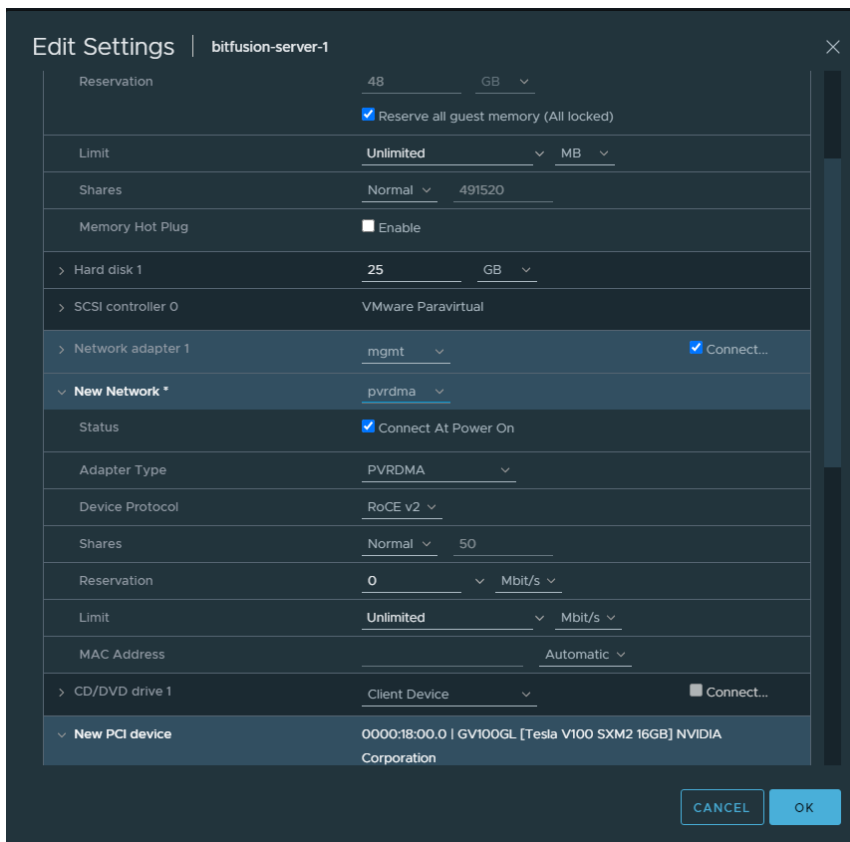 Edit Settings | bitfusion-server-1
Reservation 48 GB
Reserve all guest memory (All locked)
Limit Unlimited MB
Shares Normal 491520
Memory Hot Plug Enable
Hard disk 1 25 GB
SCSI controller 0 VMware Paravirtual
Network adapter 1 mgmt Connect...
New Network * pvrdma
Status Connect At Power On
Adapter Type PVRDMA
Device Protocol RoCE v2
Shares Normal 50
Reservation 0 Mbit/s
Limit Unlimited Mbit/s
MAC Address Automatic
CD/DVD drive 1 Client Device Connect...
New PCI device 0000:18:00.0 | GV100GL [Tesla V100 SXM2 16GB] NVIDIA
Corporation
CANCEL OK